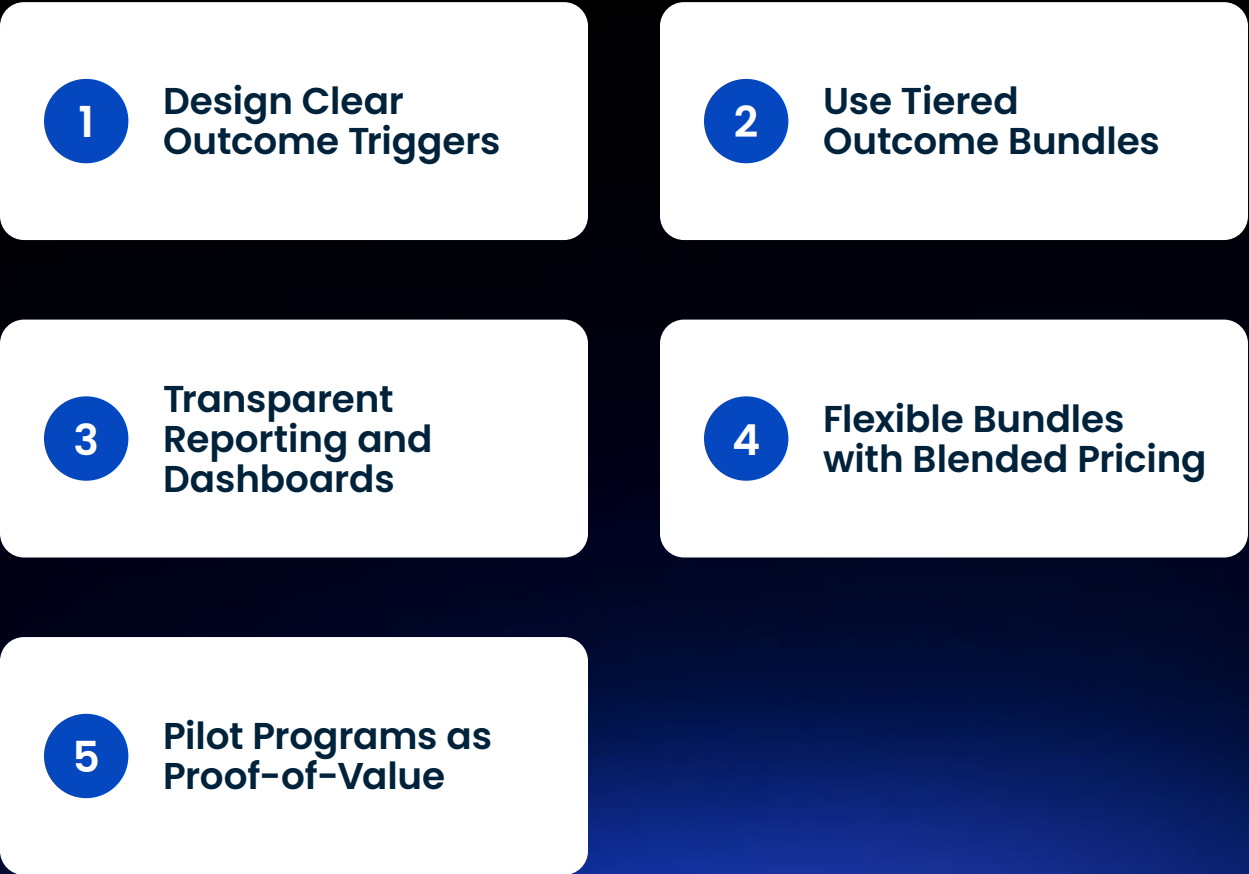 1
Design Clear
Outcome Triggers
2
Use Tiered
Outcome Bundles
3
Transparent
Reporting and
Dashboards
4
Flexible Bundles
with Blended Pricing
5
Pilot Programs as
Proof-of-Value